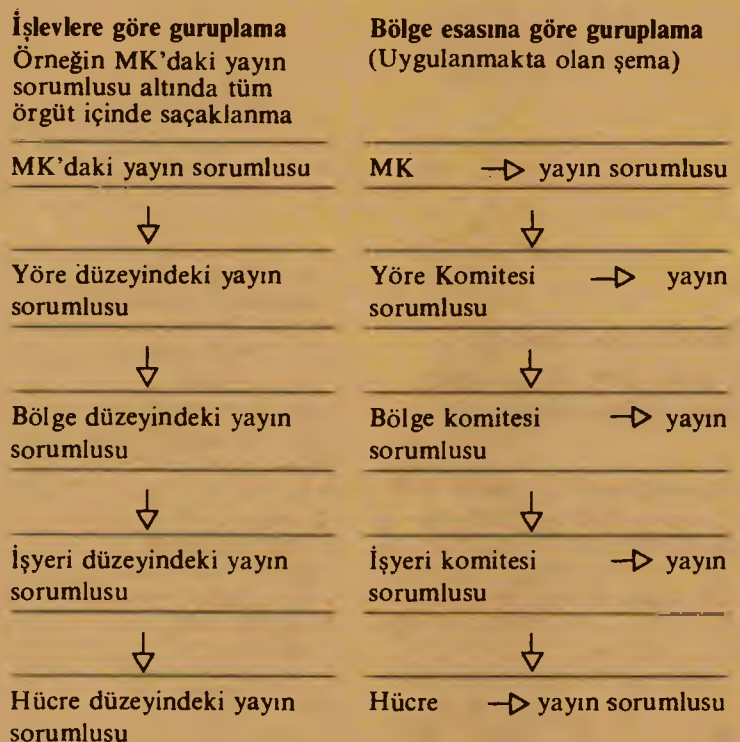 İşlevlere göre guruplama
Örneğin MK'daki yayın
sorumlusu altında tüm
örgüt içinde saçaklanma
MK'daki yayın sorumlusu
Yöre düzeyindeki yayın
sorumlusu
Bölge düzeyindeki yayın
sorumlusu
İşyeri düzeyindeki yayın
sorumlusu
Hücre düzeyindeki yayın
sorumlusu
Bölge esasına göre guruplama
(Uygulanmakta olan şema)
MK yayın sorumlusu
Yöre Komitesi yayın
sorumlusu
Bölge komitesi yayın
sorumlusu
İşyeri komitesi yayın
sorumlusu
Hücre yayın sorumlusu